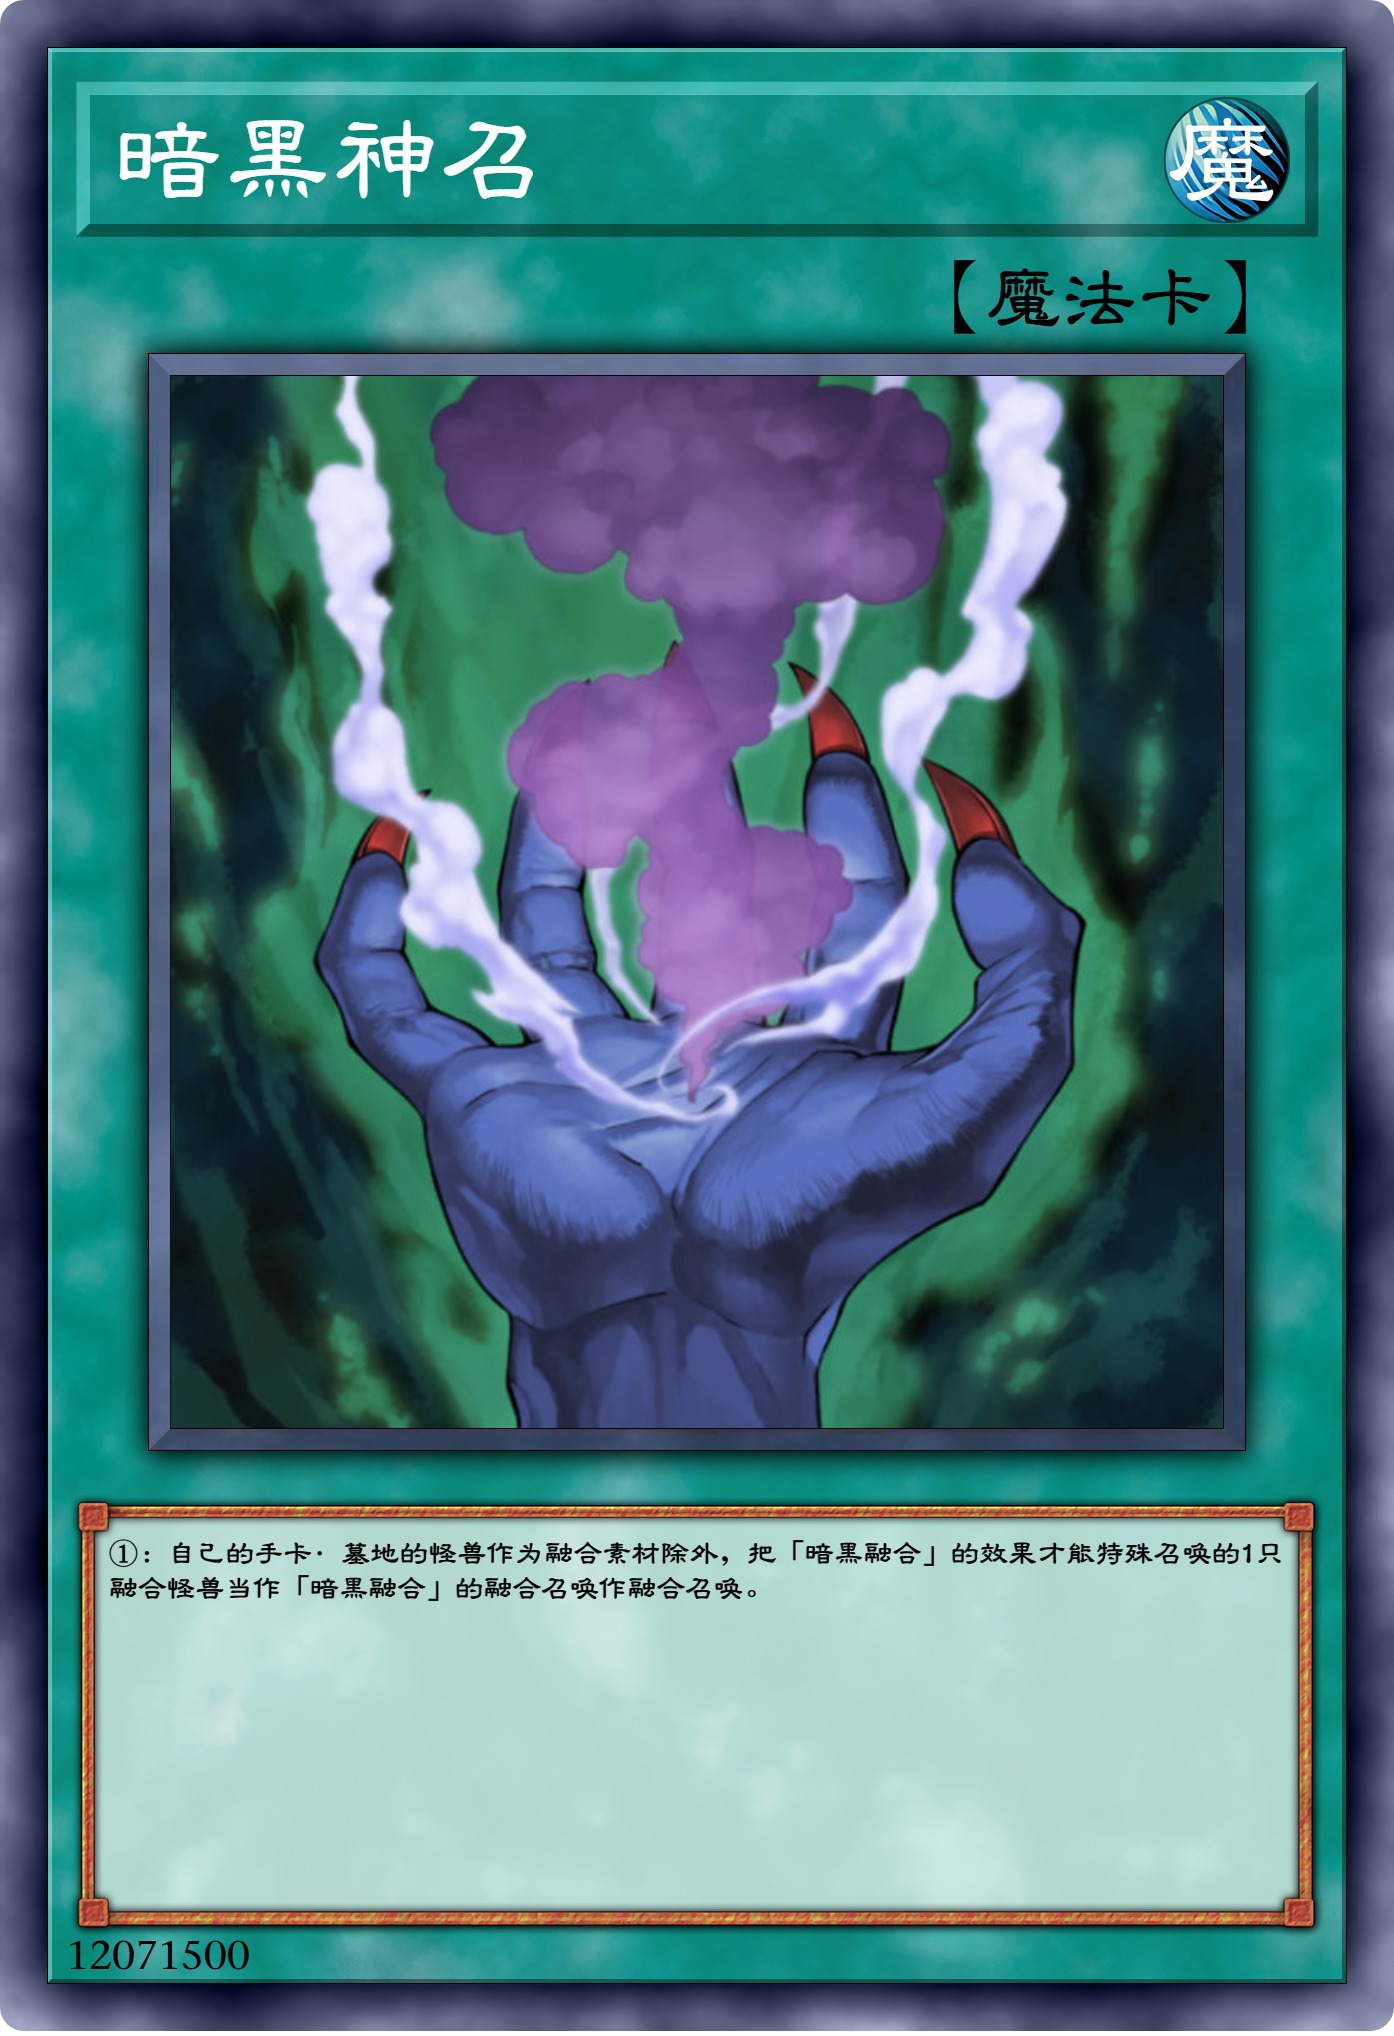 暗黑神召
魔
【魔法卡】
①：自己的手卡·墓地的怪兽作为融合素材除外，把「暗黑融合」的效果才能特殊召唤的1只
融合怪兽当作「暗黑融合」的融合召唤作融合召唤。
12071500